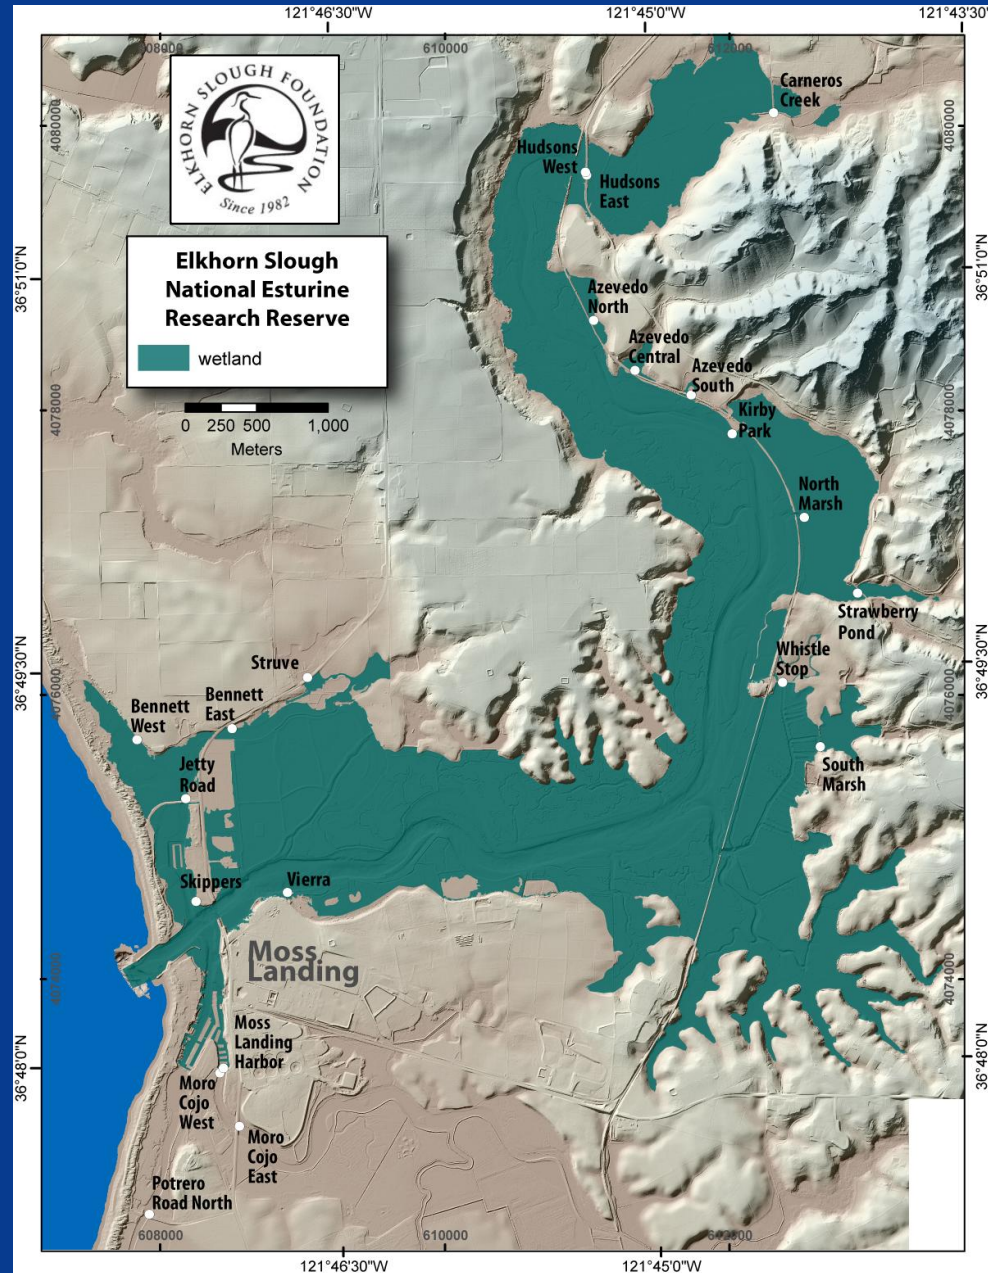 121°46'30"W
121°45'0"W
121°43'30"
608000
610000
612000
ELKHORN SLOUGH FOUNDATION
Since 1982
Elkhorn Slough
National Esturine
Research Reserve
wetland
0 250 500 1,000
Meters
4080000
4080000
36°51'0"N
36°51'0"N
4078000
4078000
36°49'30"N
36°49'30"N
4076000
4076000
4074000
4074000
36°48'0"N
36°48'0"N
Carneros
Creek
Hudsons
West
Hudsons
East
Azevedo
North
Azevedo
Central
Azevedo
South
Kirby
Park
North
Marsh
Strawberry
Pond
Whistle
Stop
South
Marsh
Struve
Bennett
East
Bennett
West
Jetty
Road
Skippers
Vierra
Moss
Landing
Moss
Landing
Harbor
Moro
Cojo
West
Moro
Cojo
East
Potrero
Road North
608000
610000
612000
121°46'30"W
121°45'0"W